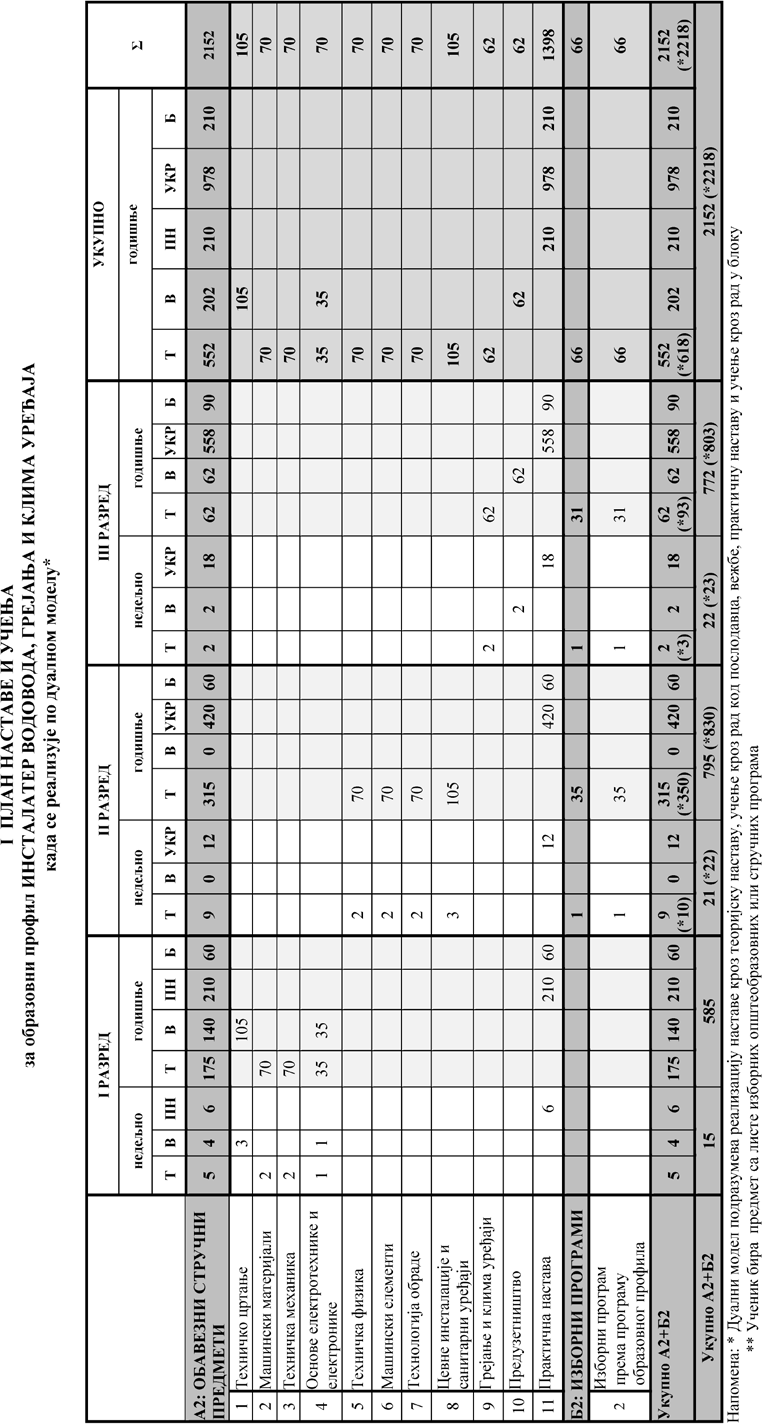 I ПЛАН НАСТАВЕ И УЧЕЊА
за образовни профил ИНСТАЛАТЕР ВОДОВОДА, ГРЕЈАЊА И КЛИМА УРЕЂАЈА
када се реализује по дуалном моделу*
I РАЗРЕД II РАЗРЕД III РАЗРЕД УКУПНО Σ
недељно годишње недељно годишње недељно годишње годишње
Т В ПН Т В ПН Б Т В УКР Т В УКР Б Т В УКР Т В УКР Б Т В ПН УКР Б
А2: ОБАВЕЗНИ СТРУЧНИ
ПРЕДМЕТИ 5 4 6 175 140 210 60 9 0 12 315 0 420 60 2 2 18 62 62 558 90 552 202 210 978 210 2152
1 Техничко цртање 3 105 105 105
2 Машински материјали 2 70 70 70
3 Техничка механика 2 70 70 70
4 Основе електротехнике и
електронике 1 1 35 35 35 35 70
5 Техничка физика 2 70 70 70
6 Машински елементи 2 70 70 70
7 Технологија обраде 2 70 70 70
8 Цевне инсталације и
санитарни уређаји 3 105 105 105
9 Грејање и клима уређаји 2 62 62 62
10 Предузетништво 2 62 62 62
11 Практична настава 6 210 60 12 420 60 18 558 90 210 978 210 1398
Б2: ИЗБОРНИ ПРОГРАМИ 1 35 1 31 66 66
2 Изборни програм
према програму
образовног профила 1 35 1 31 66 66
Укупно А2+Б2 5 4 6 175 140 210 60 9 (*10) 0 12 315 (*350) 0 420 60 2 (*3) 2 18 62 (*93) 62 558 90 552 (*618) 202 210 978 210 2152 (*2218)
Укупно А2+Б2 15 585 21 (*22) 795 (*830) 22 (*23) 772 (*803) 2152 (*2218)
Напомена: * Дуални модел подразумева реализацију наставе кроз теоријску наставу, учење кроз рад код послодавца, вежбе, практичну наставу и учење кроз рад у блоку
** Ученик бира предмет са листе изборних општеобразовних или стручних програма